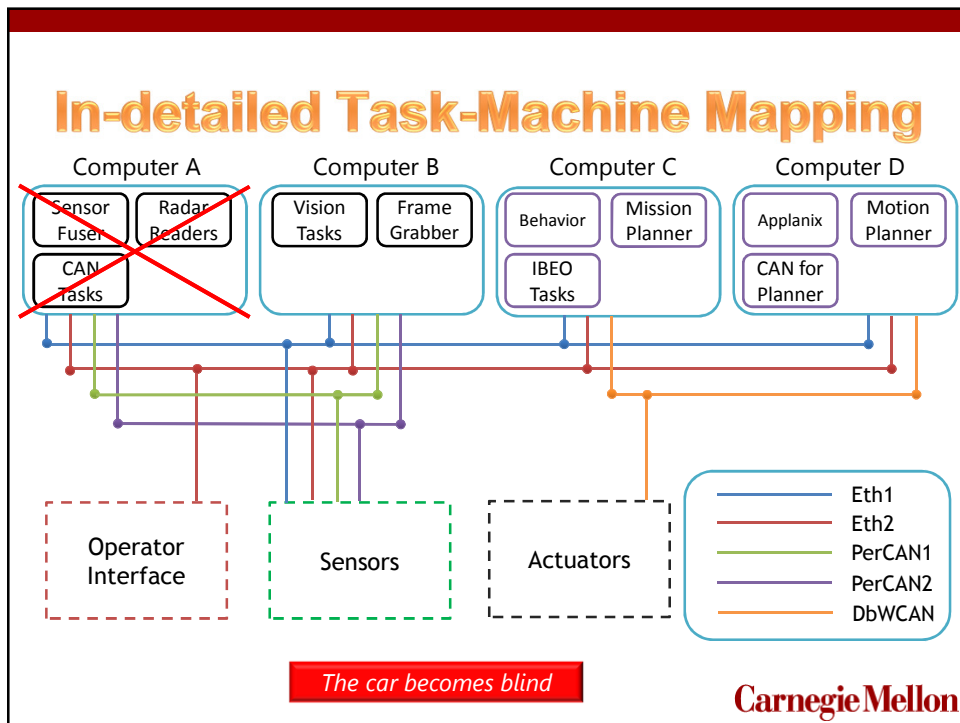 In-detailed Task-Machine Mapping
Computer A
Computer B
Computer C
Computer D
Sensor
Fuser
Radar
Readers
CAN
Tasks
Vision
Tasks
Frame
Grabber
Behavior
Mission
Planner
IBEO
Tasks
Applanix
Motion
Planner
CAN for
Planner
Operator
Interface
Sensors
Actuators
Eth1
Eth2
PerCAN1
PerCAN2
DbWCAN
The car becomes blind
Carnegie Mellon